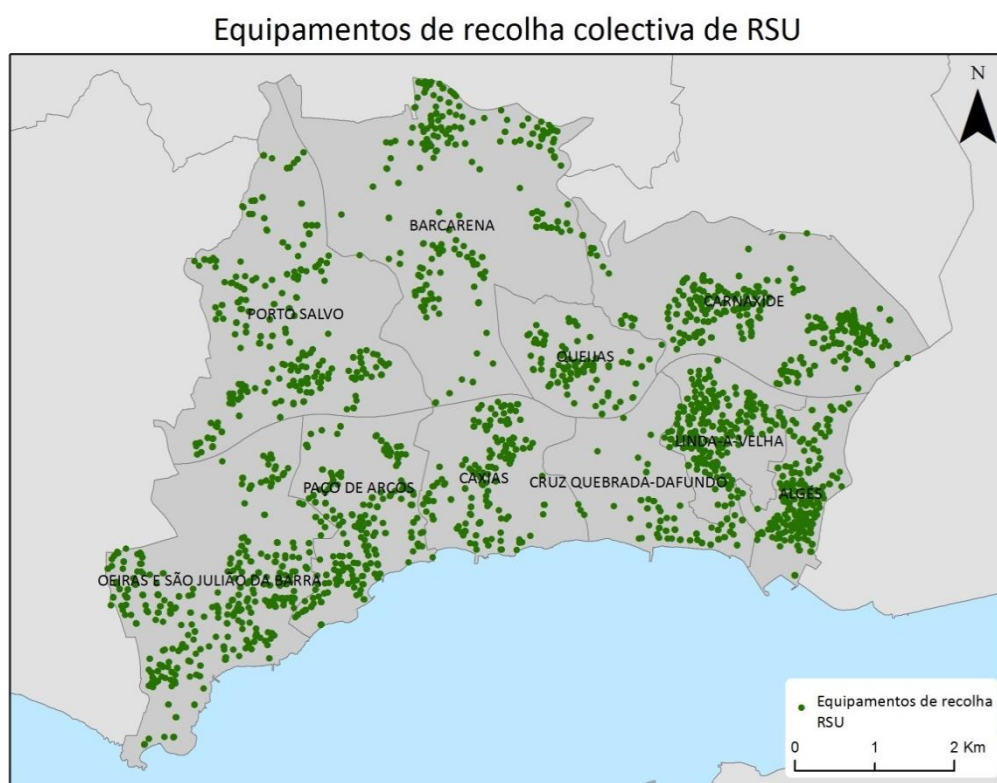 Equipamentos de recolha colectiva de RSU
N
BARCARENA
CARNAXIDE
PORTO SALVO
QUEIJAS
LINDA-A-VELHA
CAXIAS
CRUZ QUEBRADA-DAFUNDO
PAÇO DE ARCOS
ALGÉS
OEIRAS E SÃO JULIÃO DA BARRA
Equipamentos de recolha
RSU
0 1 2 Km